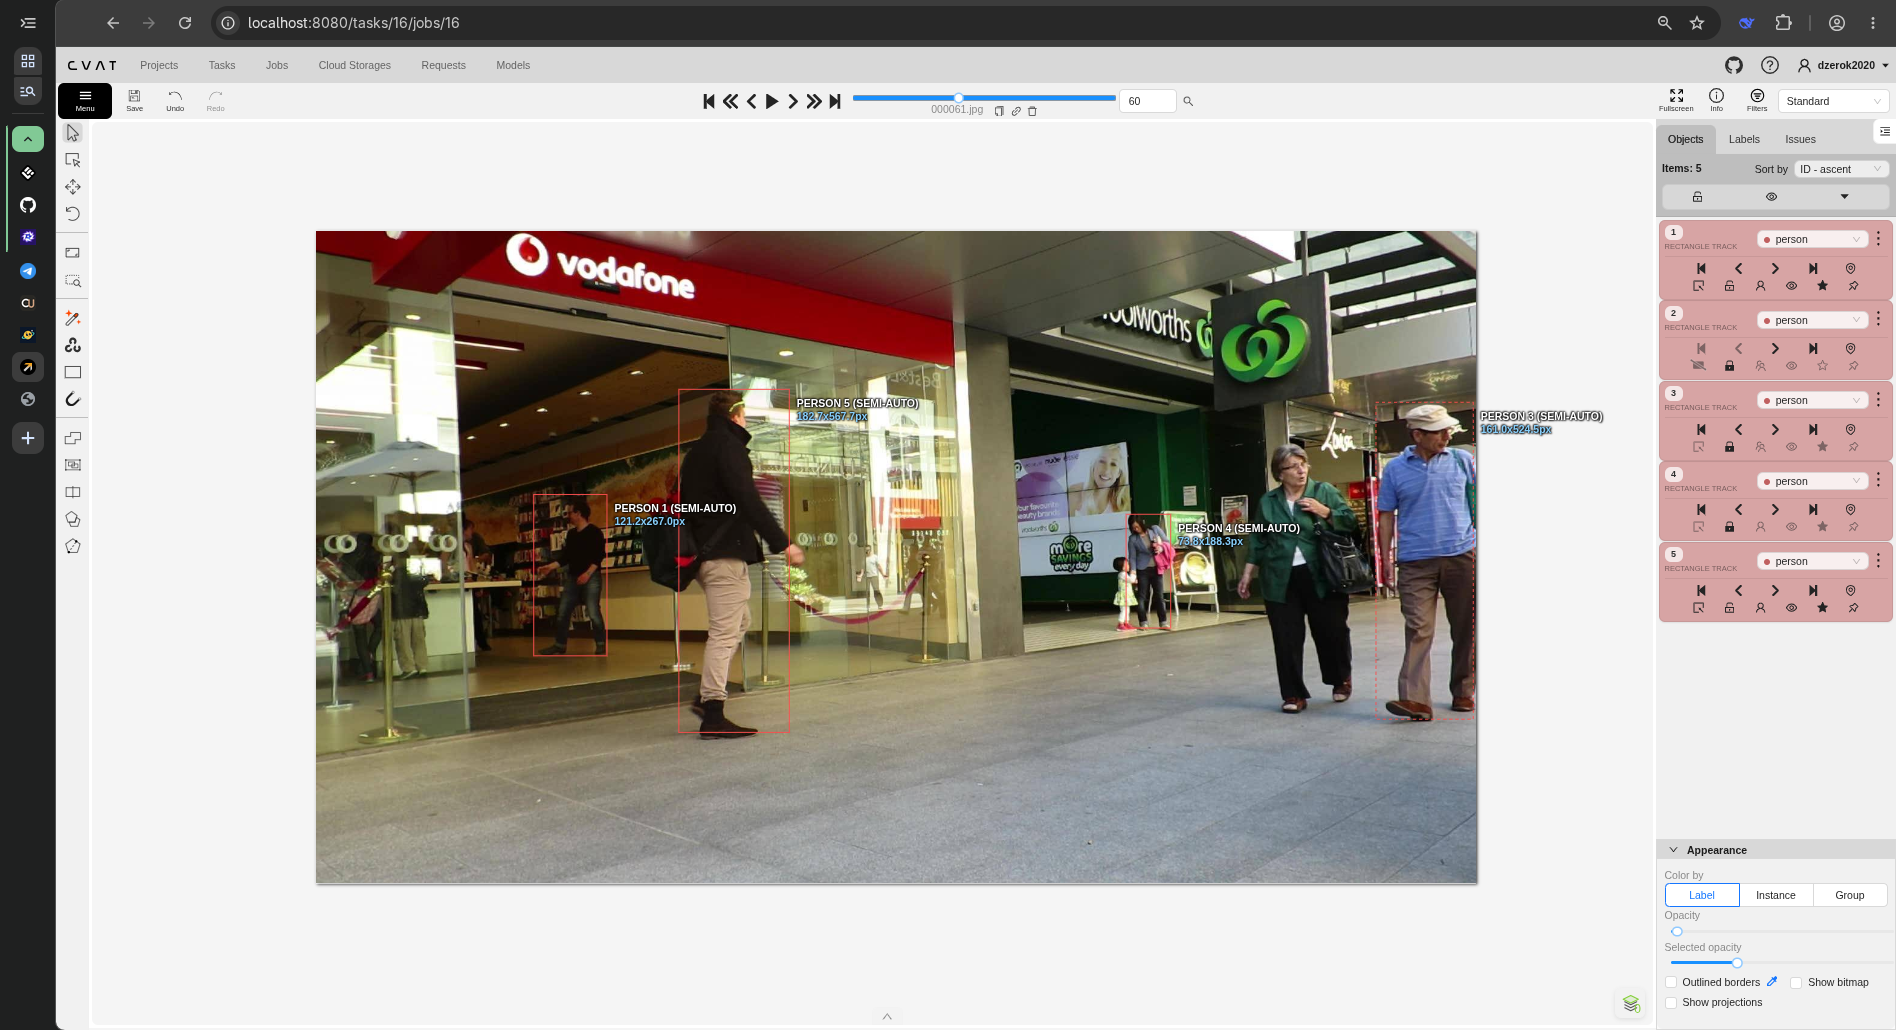 localhost:8080/tasks/16/jobs/16
CVAT
Projects
Tasks
Jobs
Cloud Storages
Requests
Models
dzerok2020
Menu
Save
Undo
Redo
000061.jpg
60
Fullscreen
Info
Filters
Standard
Objects
Labels
Issues
Items: 5
Sort by
ID - ascent
1
RECTANGLE TRACK
person
2
RECTANGLE TRACK
person
3
RECTANGLE TRACK
person
4
RECTANGLE TRACK
person
5
RECTANGLE TRACK
person
vodafone
oolworths
PERSON 5 (SEMI-AUTO)
182.7x567.7px
PERSON 3 (SEMI-AUTO)
161.0x524.5px
PERSON 1 (SEMI-AUTO)
121.2x267.0px
PERSON 4 (SEMI-AUTO)
73.8x188.3px
Your favourite
beauty brands
more
SAVINGS
every day
Appearance
Color by
Label
Instance
Group
Opacity
Selected opacity
Outlined borders
Show bitmap
Show projections